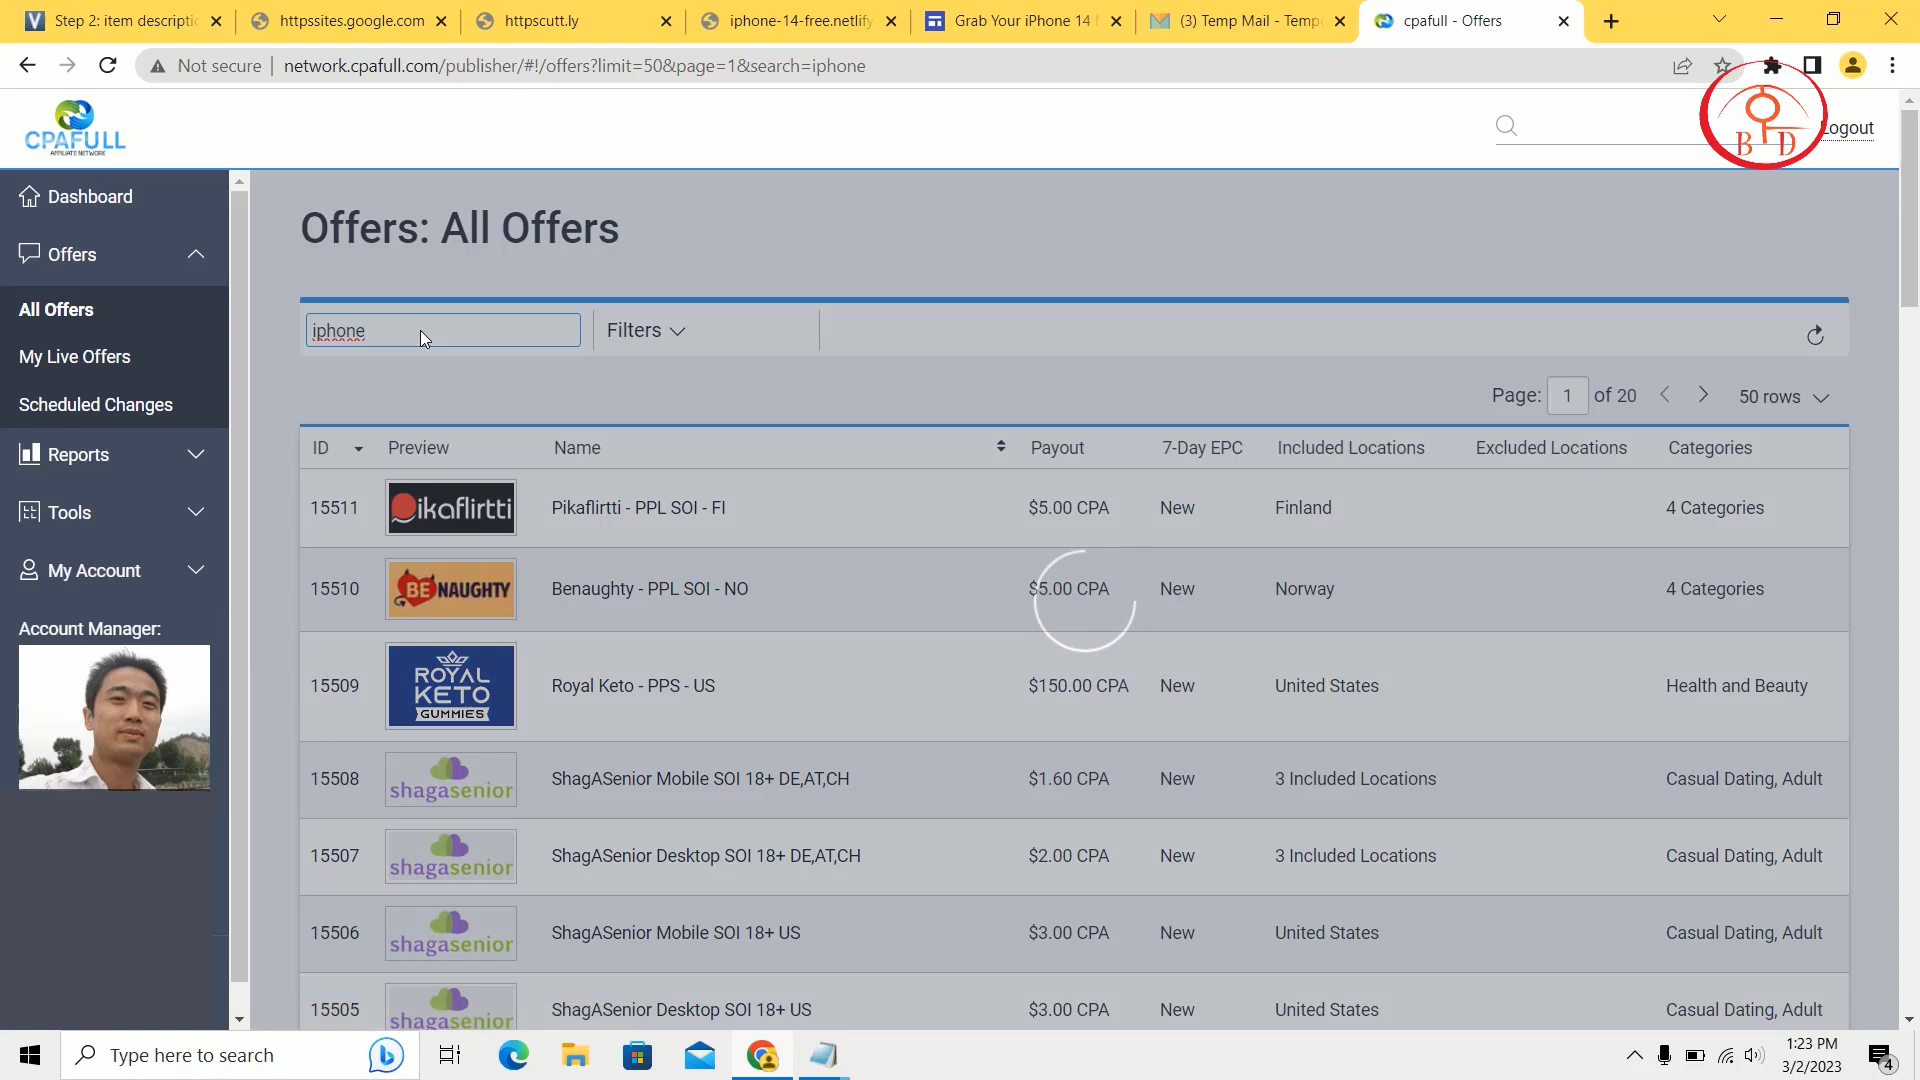 Step 2: item descripti
httpssites.google.com
httpscutt.ly
iphone-14-free.netlify
Grab Your iPhone 14
(3) Temp Mail - Temp
cpafull - Offers
Not secure
network.cpafull.com/publisher/#!/offers?limit=50&page=1&search=iphone
CPAFULL
AFFILIATE NETWORK
B D
Logout
Dashboard
Offers
All Offers
My Live Offers
Scheduled Changes
Reports
Tools
My Account
Account Manager:
Offers: All Offers
iphone
Filters
Page: 1 of 20
50 rows
ID Preview Name Payout 7-Day EPC Included Locations Excluded Locations Categories
15511 Pikaflirtti Pikaflirtti - PPL SOI - FI $5.00 CPA New Finland 4 Categories
15510 BE NAUGHTY Benaughty - PPL SOI - NO $5.00 CPA New Norway 4 Categories
15509 ROYAL KETO GUMMIES Royal Keto - PPS - US $150.00 CPA New United States Health and Beauty
15508 shagasenior ShagASenior Mobile SOI 18+ DE,AT,CH $1.60 CPA New 3 Included Locations Casual Dating, Adult
15507 shagasenior ShagASenior Desktop SOI 18+ DE,AT,CH $2.00 CPA New 3 Included Locations Casual Dating, Adult
15506 shagasenior ShagASenior Mobile SOI 18+ US $3.00 CPA New United States Casual Dating, Adult
15505 shagasenior ShagASenior Desktop SOI 18+ US $3.00 CPA New United States Casual Dating, Adult
Type here to search
1:23 PM
3/2/2023
4